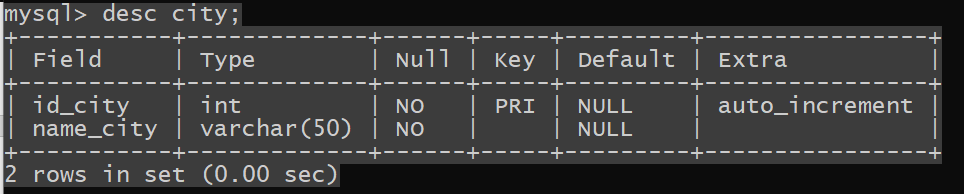 mysql> desc city;
+-----------+-------------+------+-----+---------+----------------+
| Field     | Type        | Null | Key | Default | Extra          |
+-----------+-------------+------+-----+---------+----------------+
| id_city   | int         | NO   | PRI | NULL    | auto_increment |
| name_city | varchar(50) | NO   |     | NULL    |                |
+-----------+-------------+------+-----+---------+----------------+
2 rows in set (0.00 sec)